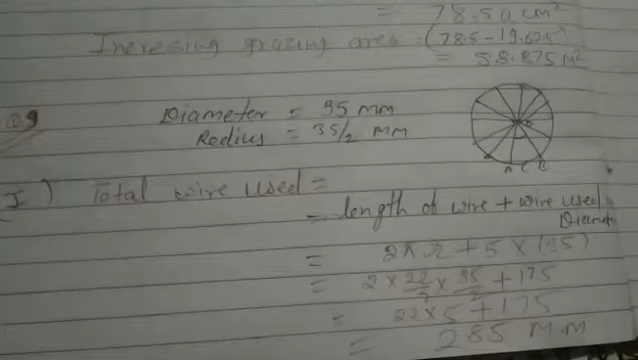 = 78.50 cm²
Increasing grazing area = (78.5 - 19.625)
= 58.875 m²
Q9
Diameter = 35 mm
Radius = 35/2 mm
A C B
I) Total wire used =
= length of wire + wire used in
Diameter
= 2πr + 5 × (35)
= 2 × 22/7 × 35/2 + 175
= 22 × 5 + 175
= 285 M.M